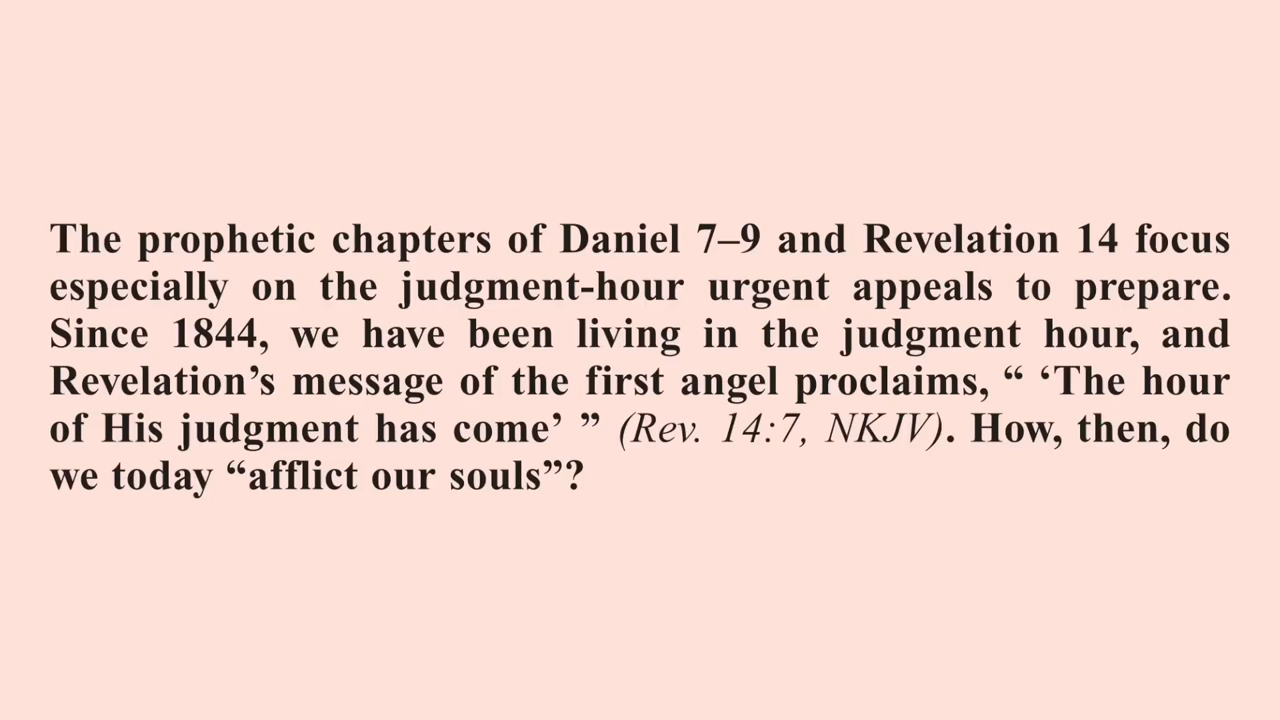 The prophetic chapters of Daniel 7–9 and Revelation 14 focus
especially on the judgment-hour urgent appeals to prepare.
Since 1844, we have been living in the judgment hour, and
Revelation’s message of the first angel proclaims, “ ‘The hour
of His judgment has come’ ” (Rev. 14:7, NKJV). How, then, do
we today “afflict our souls”?